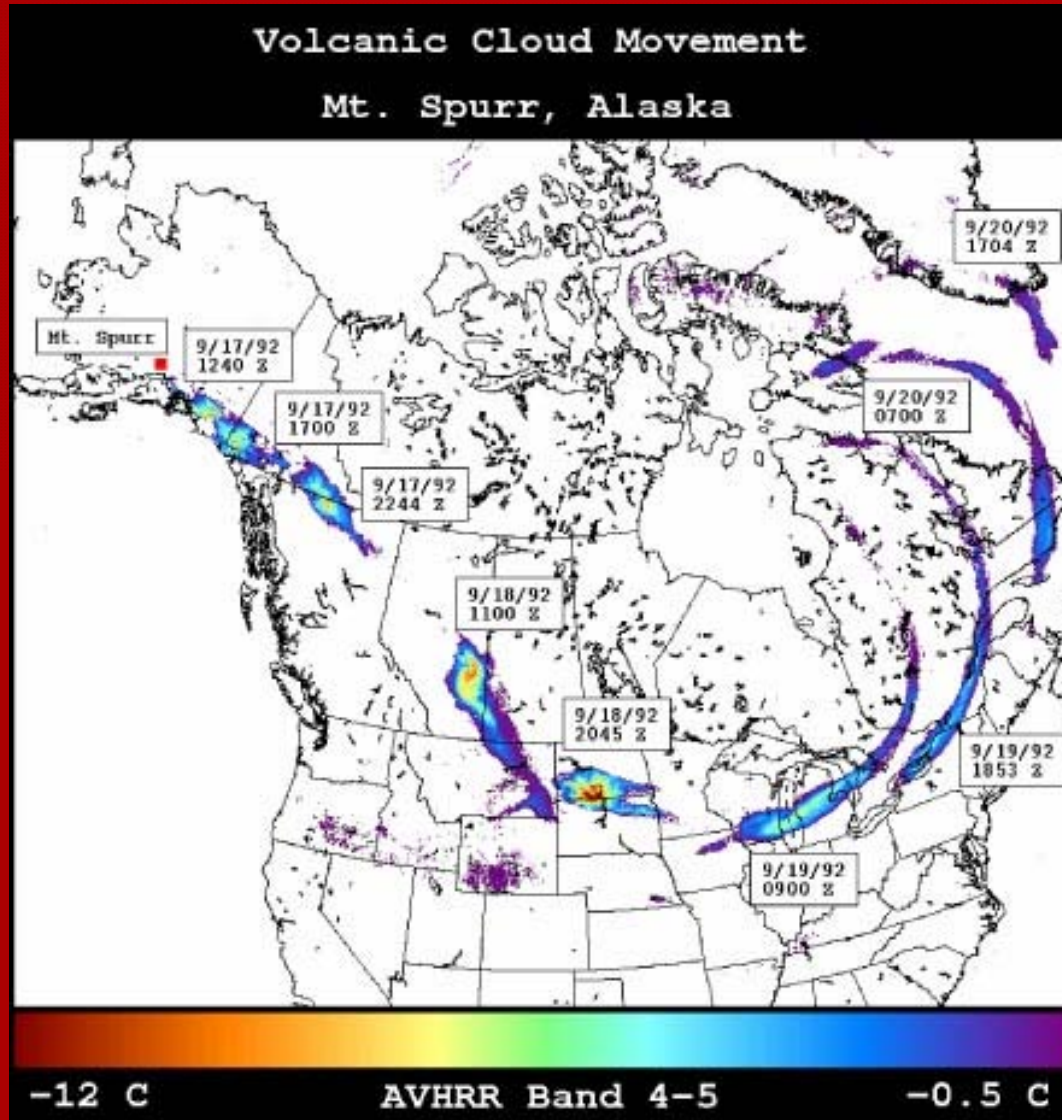 Volcanic Cloud Movement
Mt. Spurr, Alaska
9/20/92
1704 Z
Mt. Spurr
9/17/92
1240 Z
9/17/92
1700 Z
9/20/92
0700 Z
9/17/92
2244 Z
9/18/92
1100 Z
9/18/92
2045 Z
9/19/92
1853 Z
9/19/92
0900 Z
-12 C AVHRR Band 4-5 -0.5 C